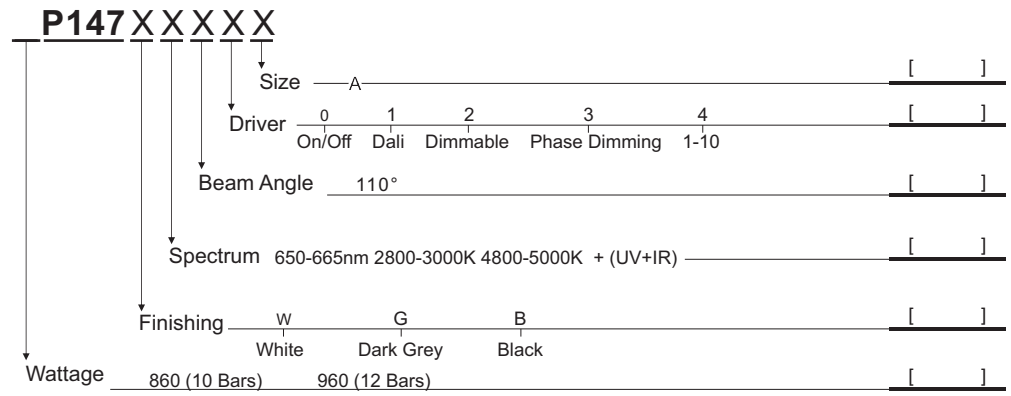 _P147XXXXX
Size A [ ]
Driver 0 1 2 3 4 [ ]
On/Off Dali Dimmable Phase Dimming 1-10
Beam Angle 110° [ ]
Spectrum 650-665nm 2800-3000K 4800-5000K + (UV+IR) [ ]
Finishing W G B [ ]
White Dark Grey Black
Wattage 860 (10 Bars) 960 (12 Bars) [ ]